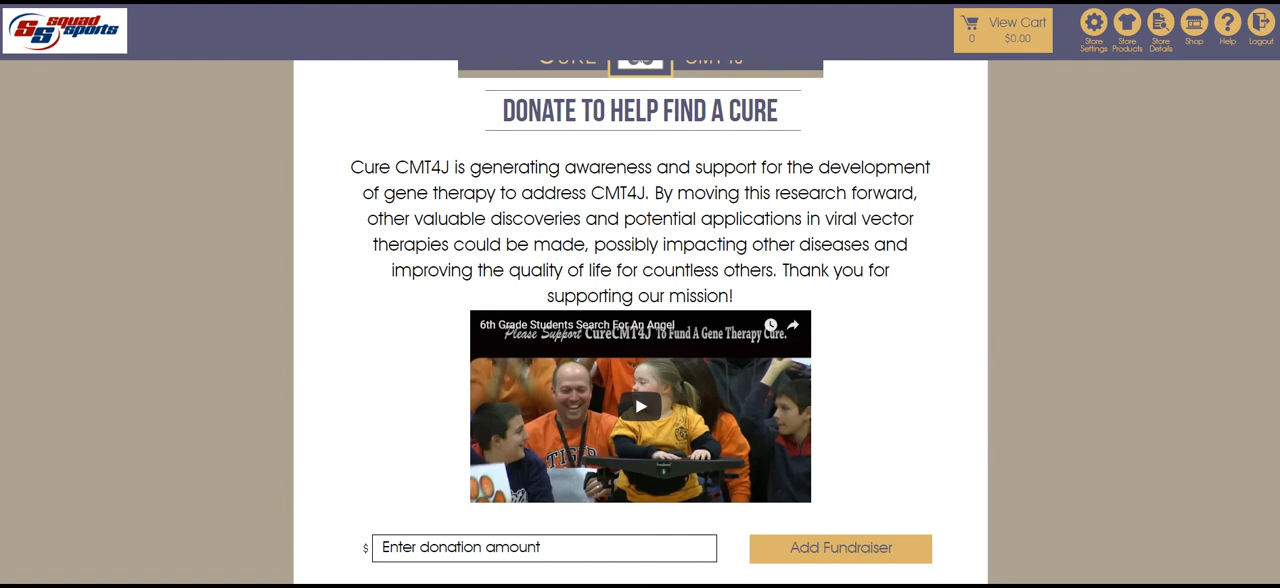 Squad Sports
SS
View Cart
0 $0.00
Store Settings
Store Products
Store Details
Shop
Help
Logout
CURE CMT4J
DONATE TO HELP FIND A CURE
Cure CMT4J is generating awareness and support for the development
of gene therapy to address CMT4J. By moving this research forward,
other valuable discoveries and potential applications in viral vector
therapies could be made, possibly impacting other diseases and
improving the quality of life for countless others. Thank you for
supporting our mission!
6th Grade Students Search For An Angel
Please Support CureCMT4J To Fund A Gene Therapy Cure.
TIGER
$ Enter donation amount
Add Fundraiser